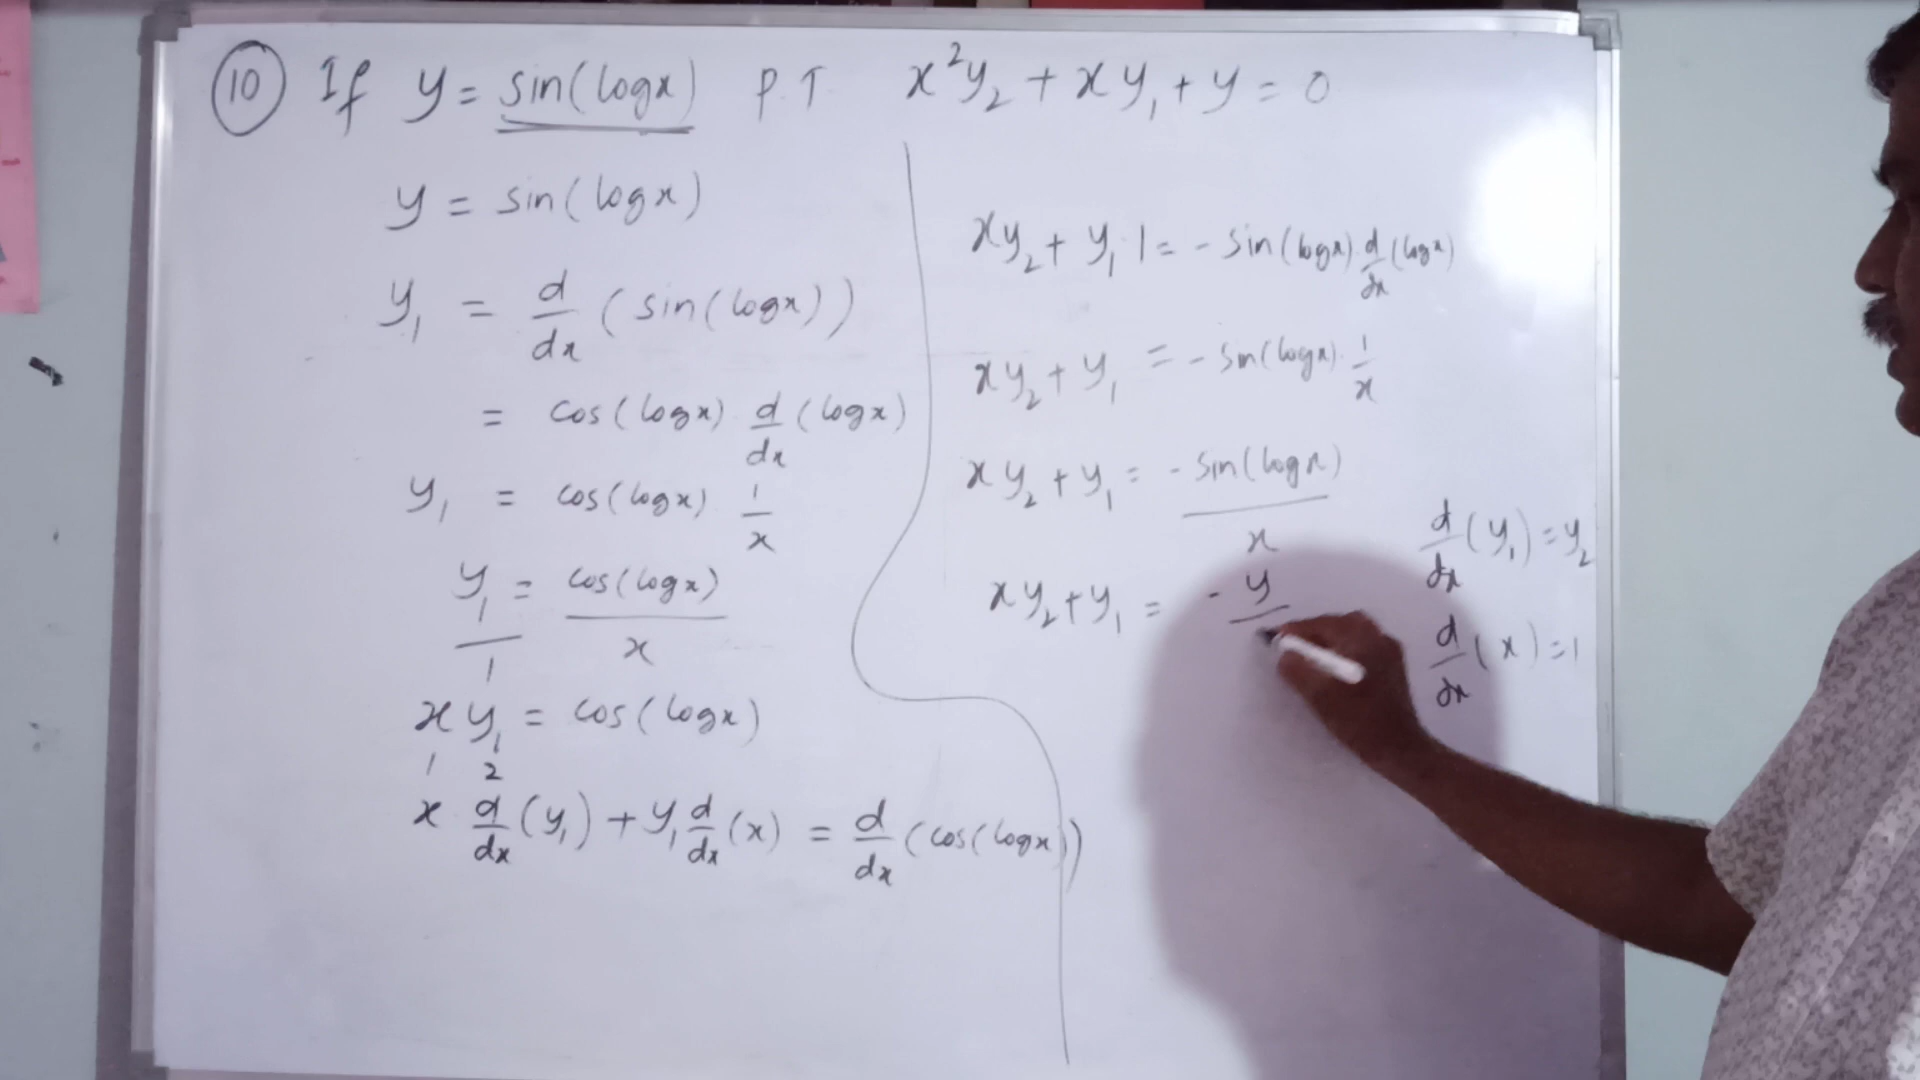 10 If y = sin(logx) P.T x²y₂ + xy₁ + y = 0
y = sin(logx)
y₁ = d/dx (sin(logx))
= cos(logx) d/dx (logx)
y₁ = cos(logx) 1/x
y₁/1 = cos(logx)/x
xy₁ = cos(logx)
1 2
x d/dx (y₁) + y₁ d/dx (x) = d/dx (cos(logx))
xy₂ + y₁ · 1 = - sin(logx) · d/dx (logx)
xy₂ + y₁ = - sin(logx) · 1/x
xy₂ + y₁ = - sin(logx)/x
xy₂ + y₁ = - y/
d/dx (y₁) = y₂
d/dx (x) = 1